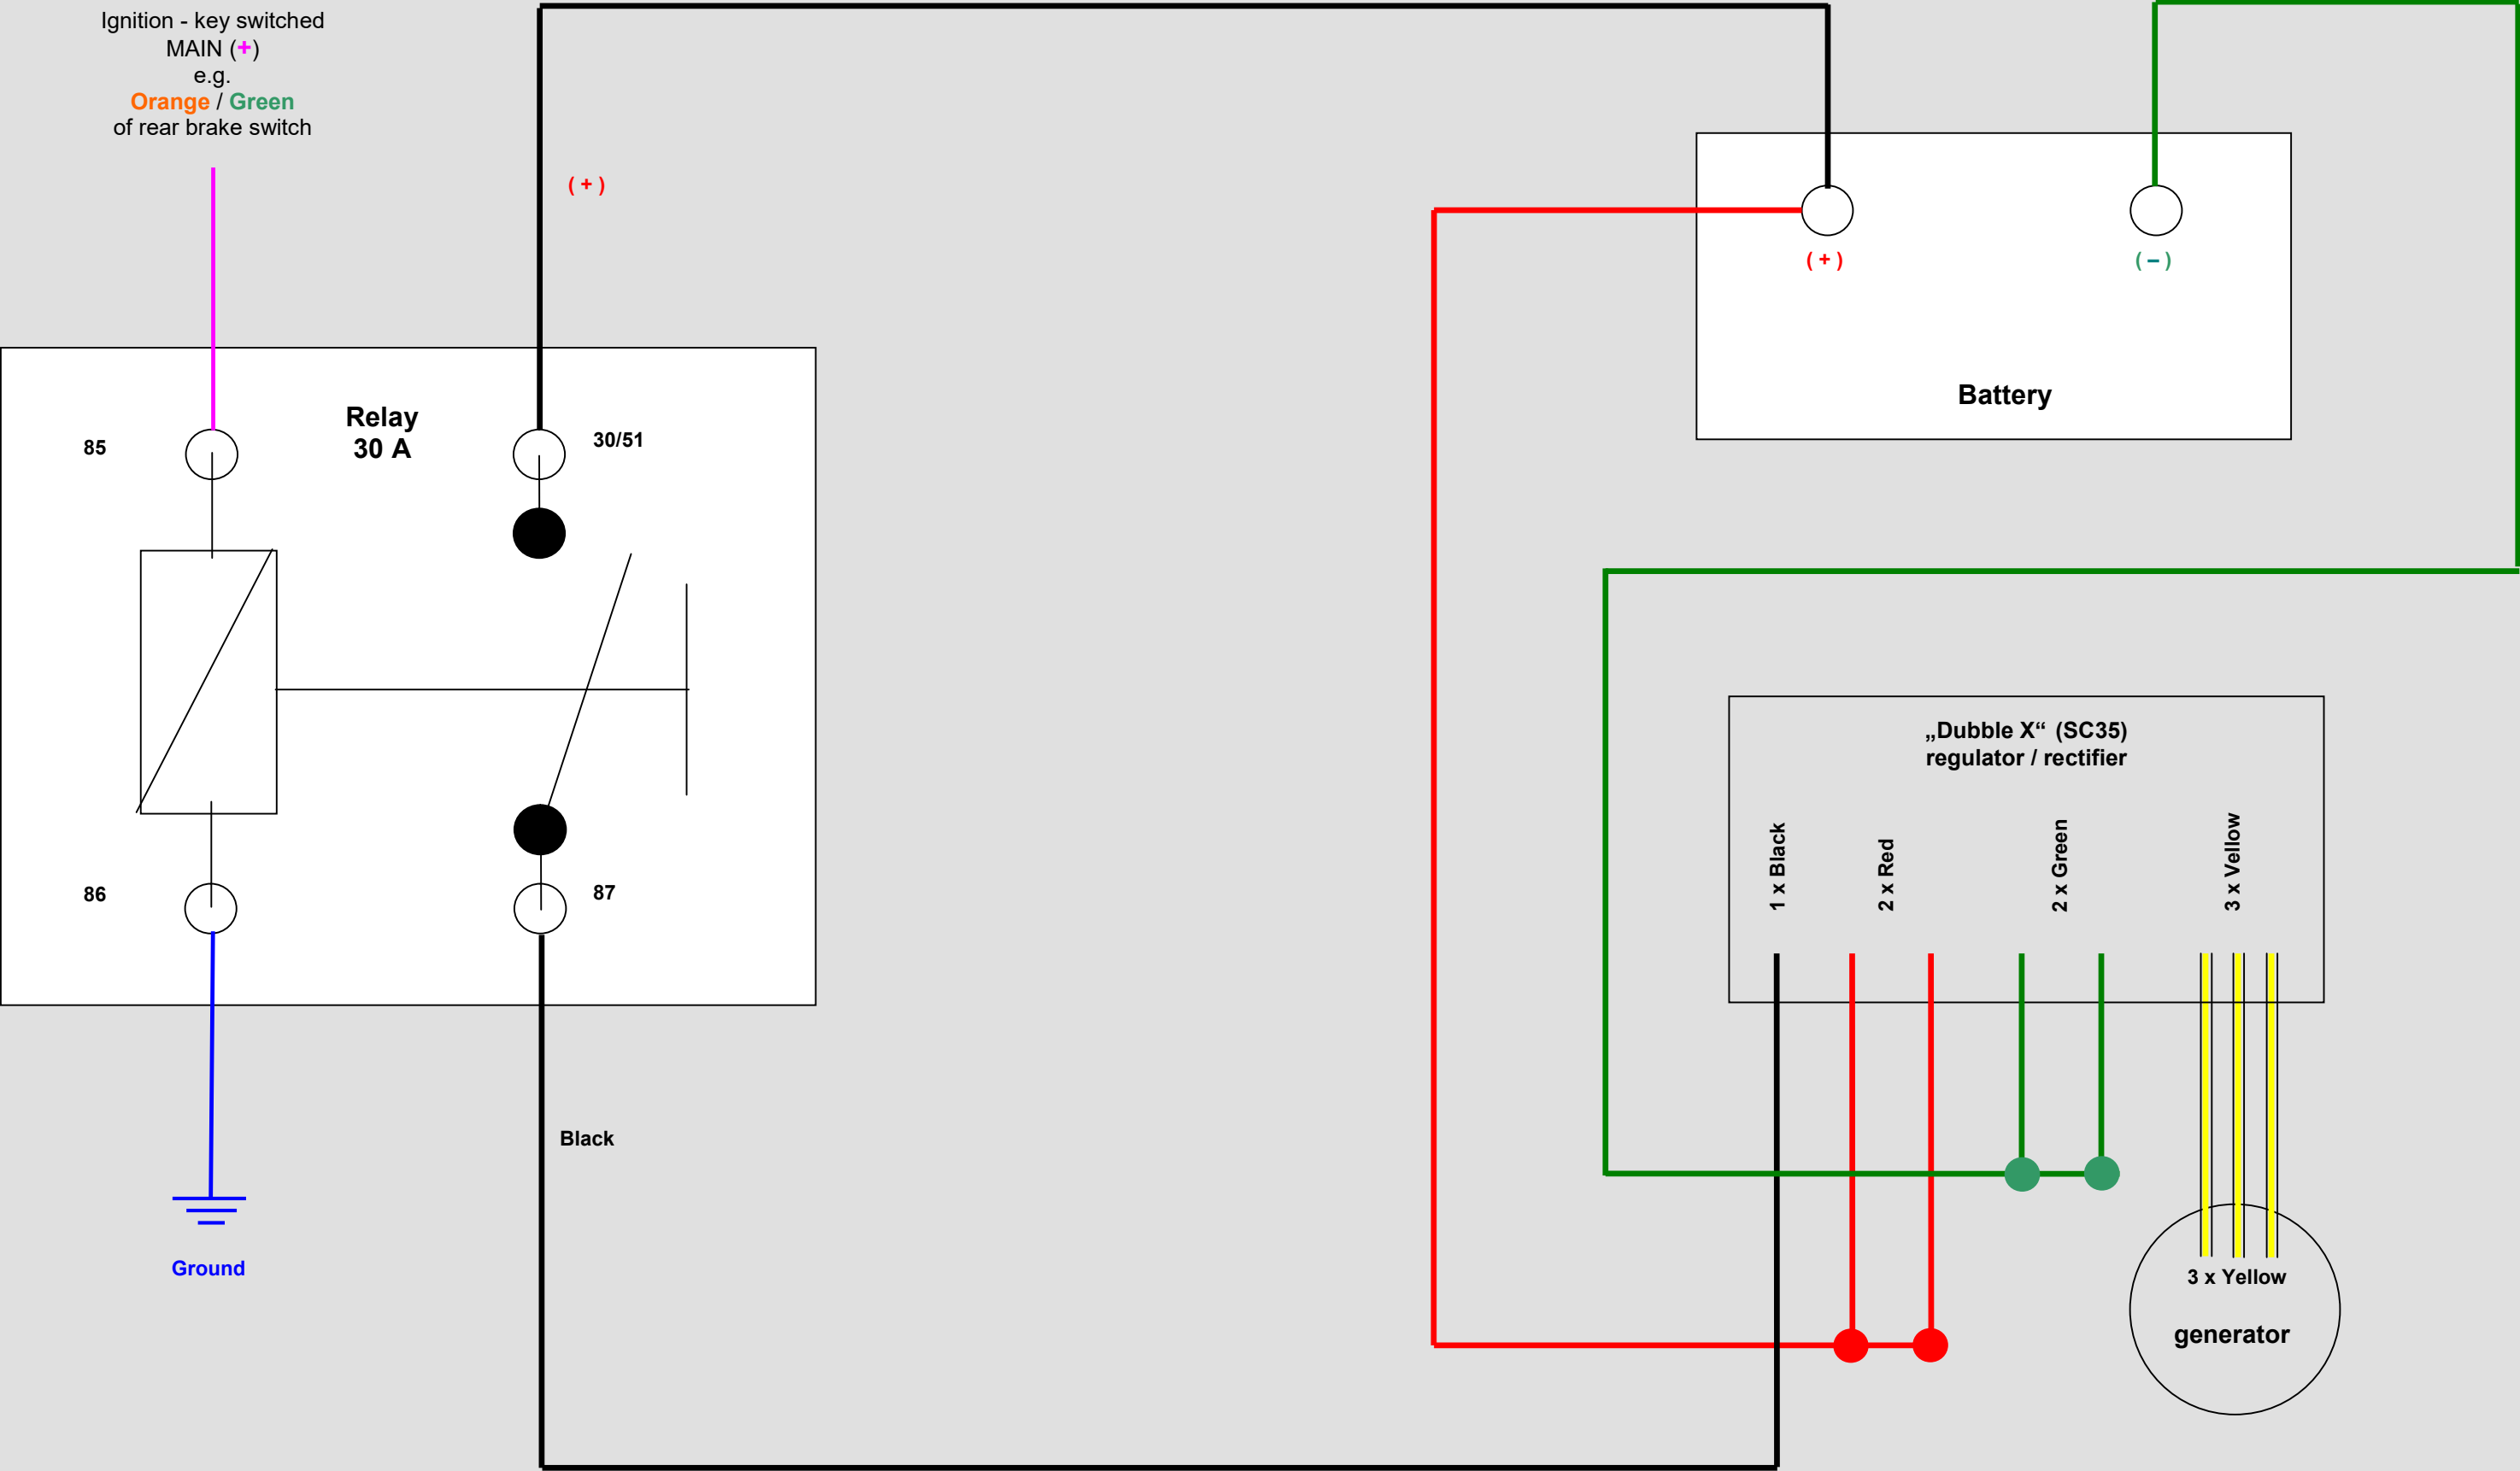 Ignition - key switched
MAIN (+)
e.g.
Orange / Green
of rear brake switch
( + )
( + )
( – )
Battery
Relay
30 A
85
30/51
86
87
„Dubble X“ (SC35)
regulator / rectifier
1 x Black
2 x Red
2 x Green
3 x Vellow
Black
Ground
3 x Yellow
generator